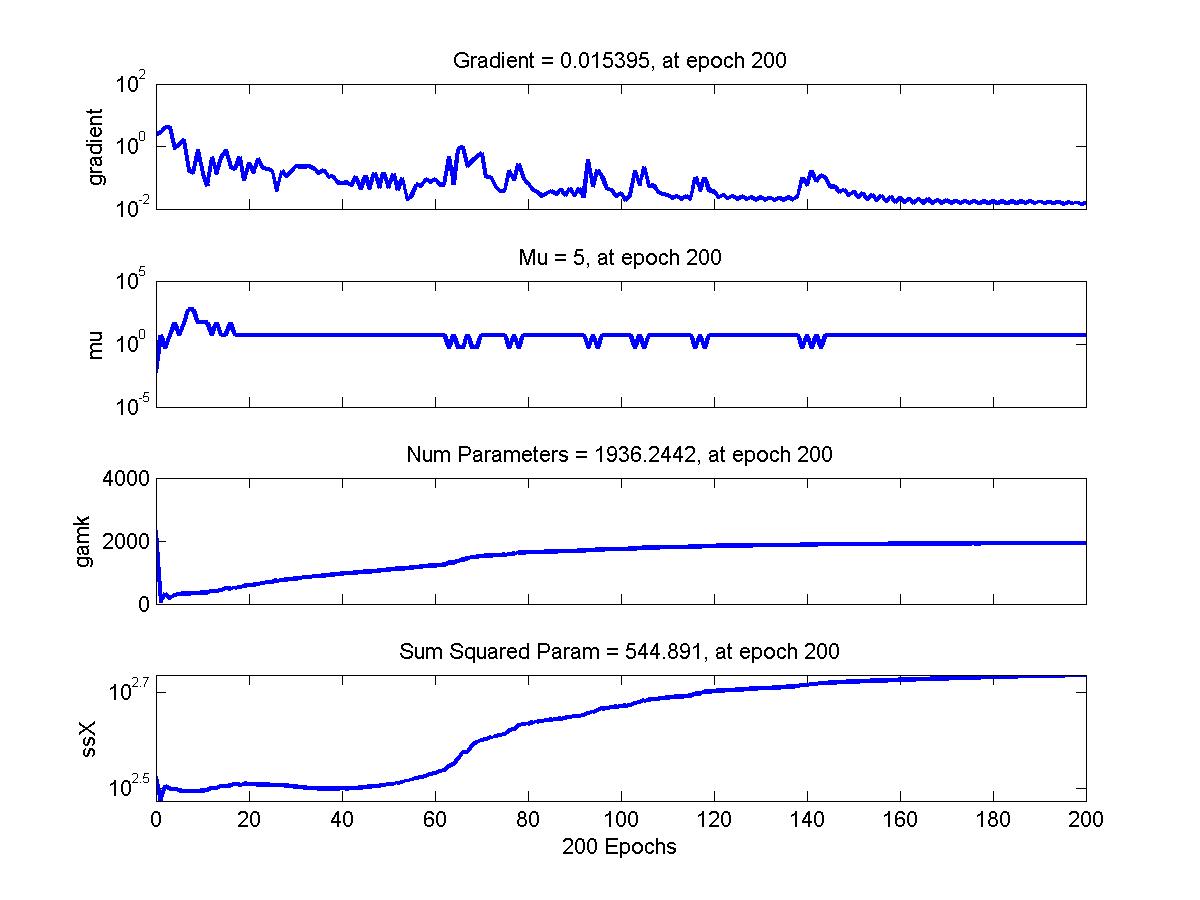 Gradient = 0.015395, at epoch 200
10^2
10^0
10^-2
gradient
Mu = 5, at epoch 200
10^5
10^0
10^-5
mu
Num Parameters = 1936.2442, at epoch 200
4000
2000
0
gamk
Sum Squared Param = 544.891, at epoch 200
10^2.7
10^2.5
ssX
0 20 40 60 80 100 120 140 160 180 200
200 Epochs